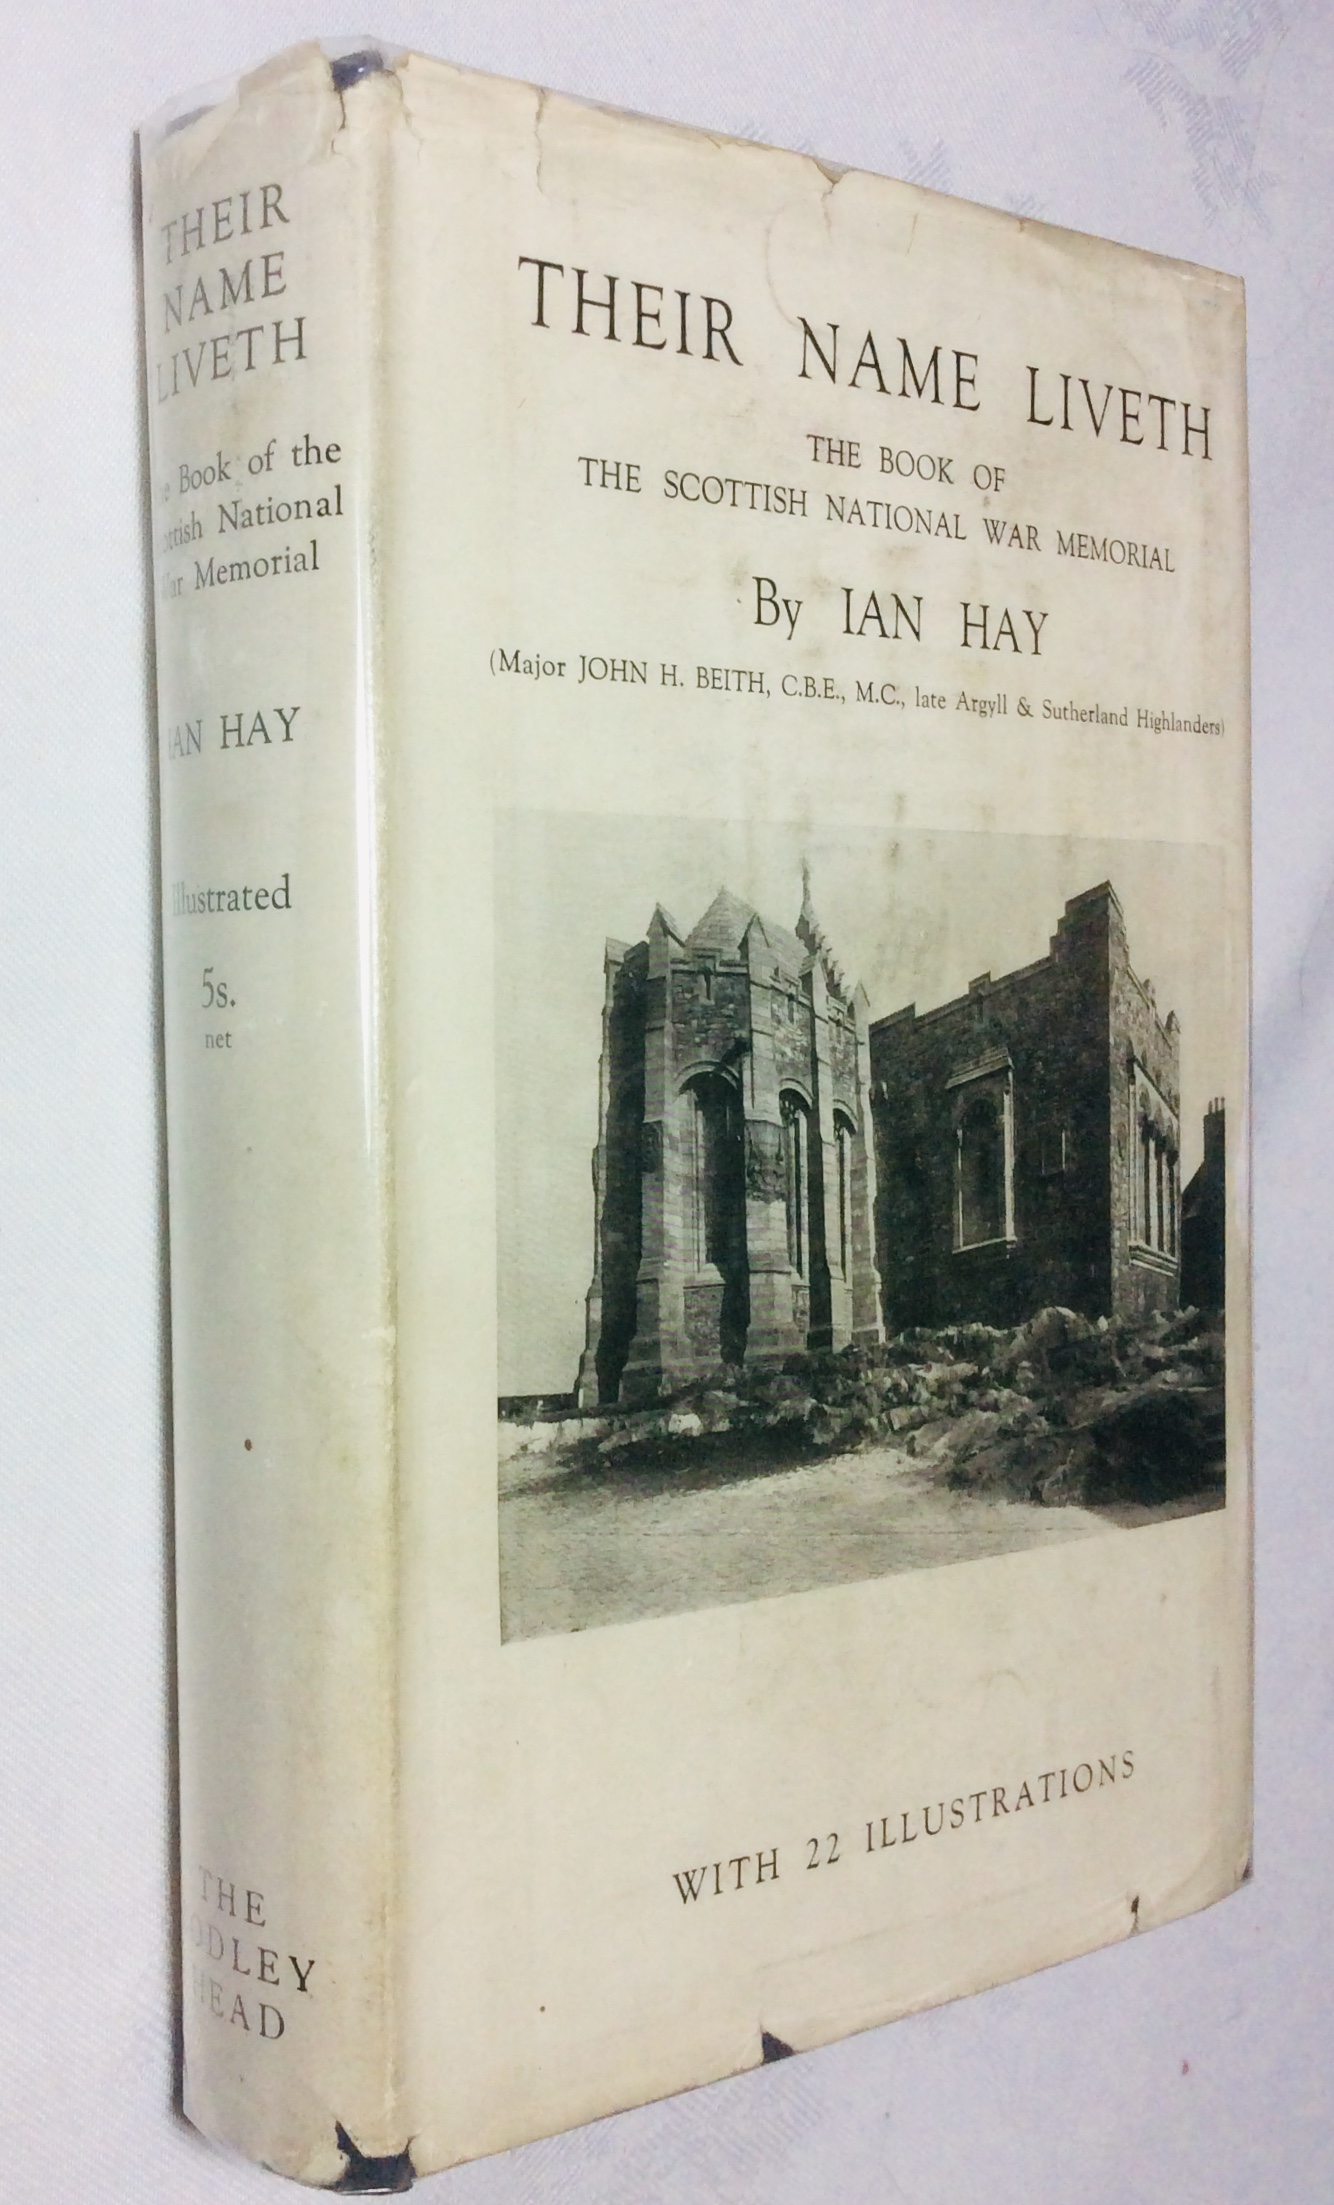 THEIR
NAME
LIVETH
Book of the
National
Memorial
IAN HAY
Illustrated
5s.
net
THE
BODLEY
HEAD
THEIR NAME LIVETH
THE BOOK OF
THE SCOTTISH NATIONAL WAR MEMORIAL
By IAN HAY
(Major JOHN H. BEITH, C.B.E., M.C., late Argyll & Sutherland Highlanders)
WITH 22 ILLUSTRATIONS